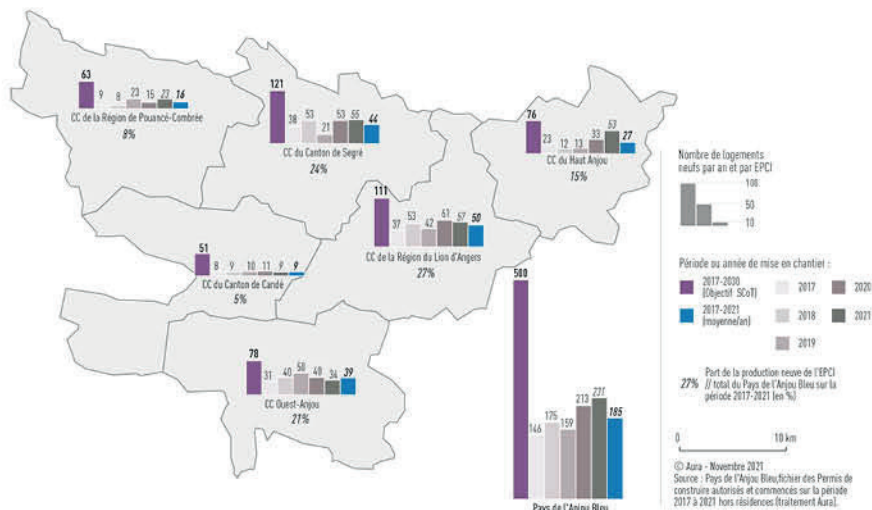 63
9 8 23 15 23 16
CC de la Région de Pouancé-Combrée
8%
121
38 53 21 53 55 44
CC du Canton de Segré
24%
76
23 12 13 33 53 27
CC du Haut Anjou
15%
111
37 53 42 61 57 50
CC de la Région du Lion d'Angers
27%
51
8 9 10 11 9 9
CC du Canton de Candé
5%
78
31 40 50 40 34 39
CC Ouest-Anjou
21%
500
146 175 159 213 231 185
Pays de l'Anjou Bleu
Nombre de logements
neufs par an et par EPCI
100
50
10
Période ou année de mise en chantier :
2017-2030
(Objectif SCoT)
2017-2021
(moyenne/an)
2017
2018
2019
2020
2021
27% Part de la production neuve de l'EPCI
// total du Pays de l'Anjou Bleu sur la
période 2017-2021 (en %)
0 10 km
© Aura - Novembre 2021
Source : Pays de l'Anjou Bleu,fichier des Permis de
construire autorisés et commencés sur la période
2017 à 2021 hors résidences (traitement Aura).